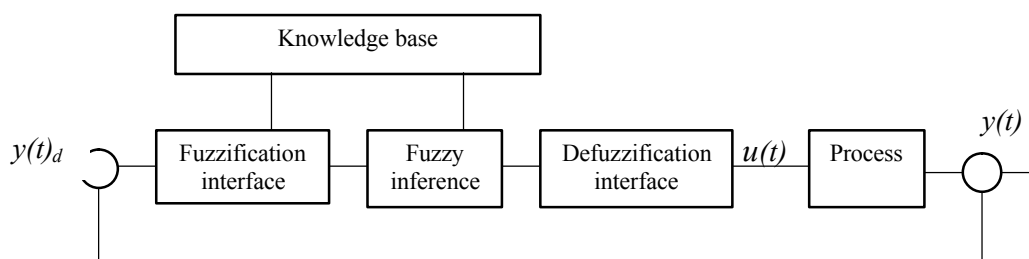 Knowledge base
y(t)d
Fuzzification
interface
Fuzzy
inference
Defuzzification
interface
u(t)
Process
y(t)